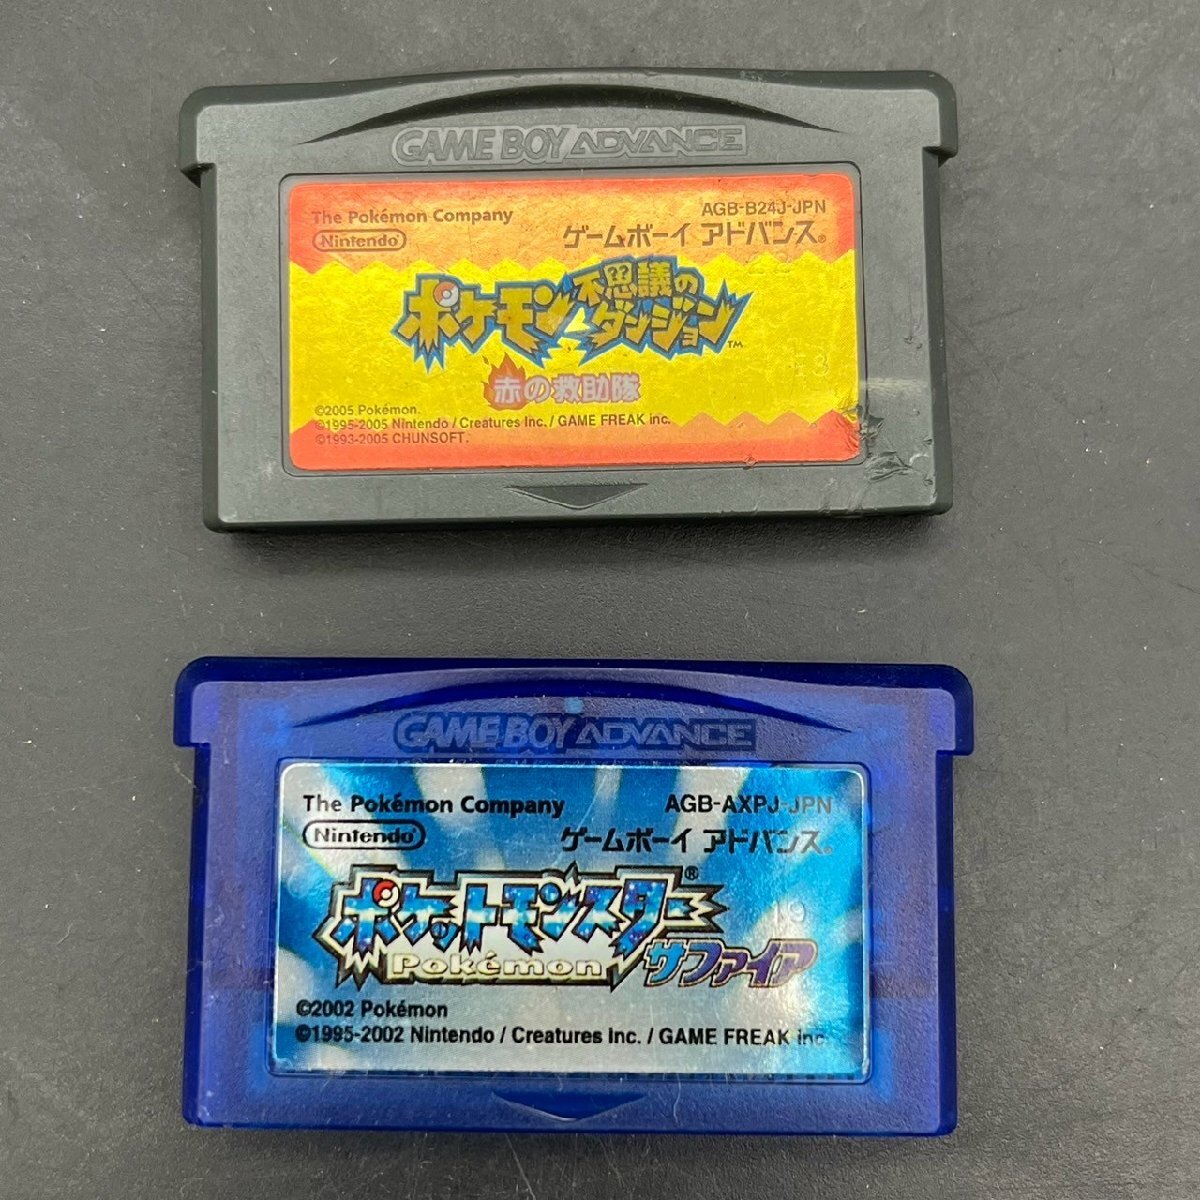 GAME BOY ADVANCE
The Pokémon Company
AGB-B24J-JPN
Nintendo
ゲームボーイ アドバンス®
ポケモン
不思議の
ダンジョン™
赤の救助隊
©2005 Pokémon.
©1995-2005 Nintendo / Creatures Inc. / GAME FREAK inc.
©1993-2005 CHUNSOFT.
GAME BOY ADVANCE
The Pokémon Company
AGB-AXPJ-JPN
Nintendo®
ゲームボーイ アドバンス®
ポケットモンスター®
Pokémon
サファイア
©2002 Pokémon
©1995-2002 Nintendo / Creatures Inc. / GAME FREAK inc.